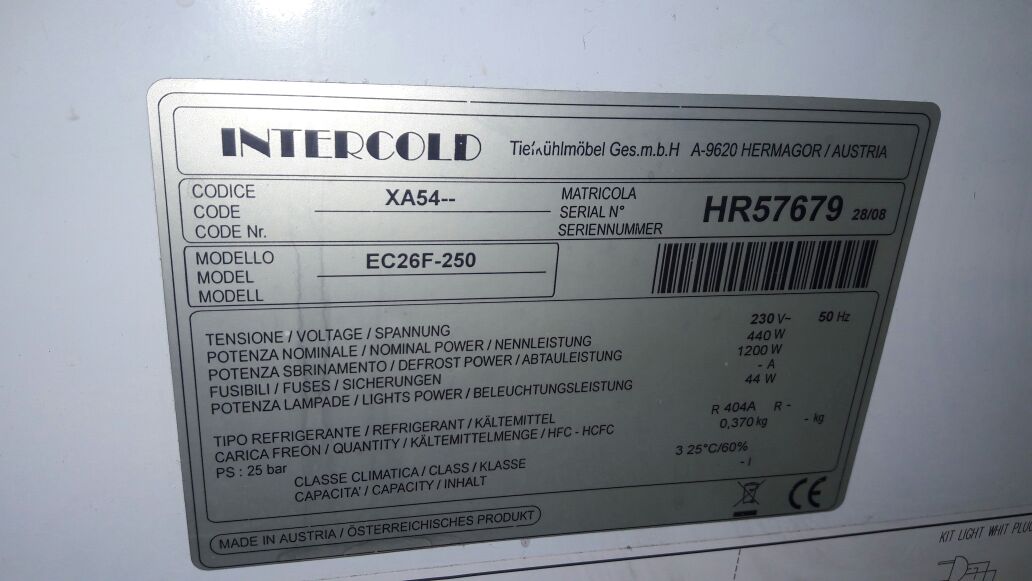 INTERCOLD Tiefkühlmöbel Ges.m.b.H A-9620 HERMAGOR / AUSTRIA
CODICE
CODE
CODE Nr.
XA54--
MATRICOLA
SERIAL N°
SERIENNUMMER
HR57679 28/08
MODELLO
MODEL
MODELL
EC26F-250
TENSIONE / VOLTAGE / SPANNUNG 230 V~ 50 Hz
POTENZA NOMINALE / NOMINAL POWER / NENNLEISTUNG 440 W
POTENZA SBRINAMENTO / DEFROST POWER / ABTAULEISTUNG 1200 W
FUSIBILI / FUSES / SICHERUNGEN - A
POTENZA LAMPADE / LIGHTS POWER / BELEUCHTUNGSLEISTUNG 44 W
TIPO REFRIGERANTE / REFRIGERANT / KÄLTEMITTEL R 404A R -
CARICA FREON / QUANTITY / KÄLTEMITTELMENGE / HFC - HCFC 0,370 kg - kg
PS : 25 bar
CLASSE CLIMATICA / CLASS / KLASSE 3 25°C/60%
CAPACITA' / CAPACITY / INHALT - l
CE
MADE IN AUSTRIA / ÖSTERREICHISCHES PRODUKT
KIT LIGHT WHIT